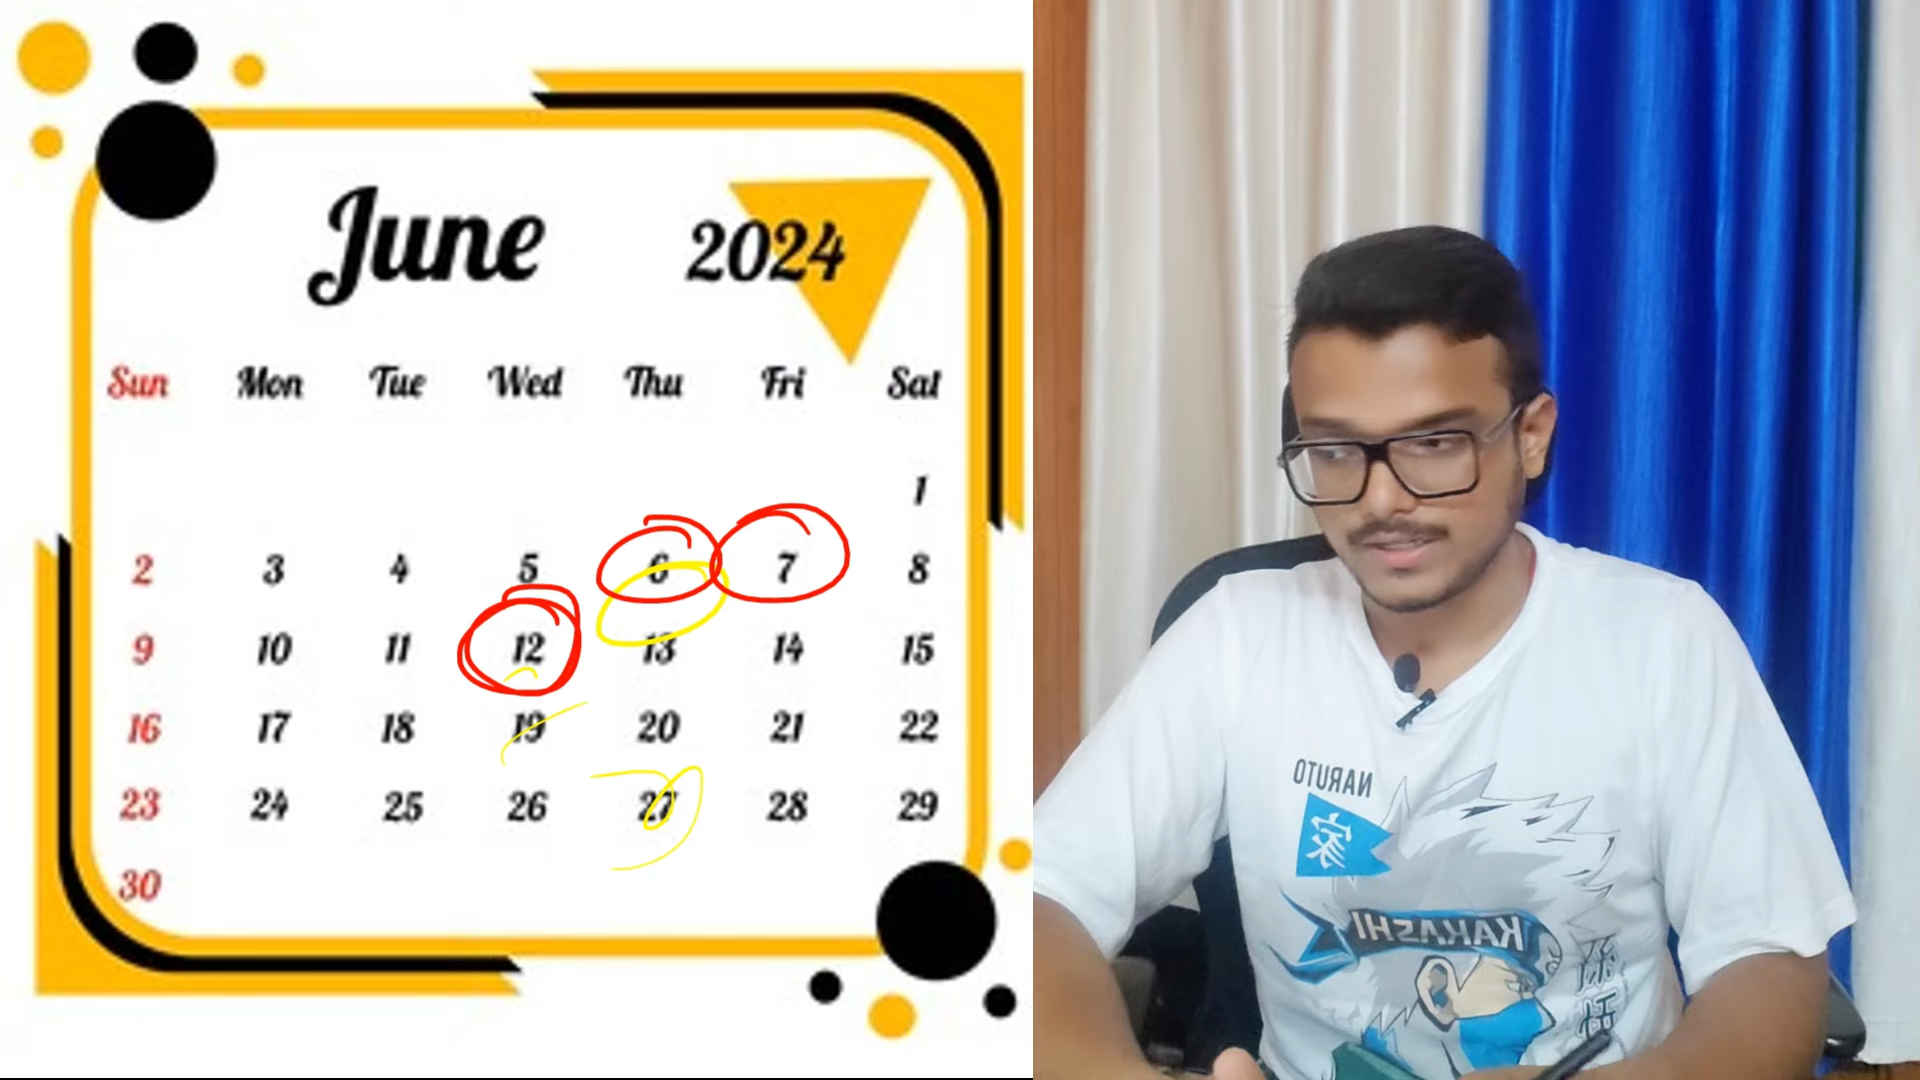 June 2024
Sun Mon Tue Wed Thu Fri Sat
1
2 3 4 5 6 7 8
9 10 11 12 13 14 15
16 17 18 19 20 21 22
23 24 25 26 27 28 29
30
NARUTO
家
KAKASHI